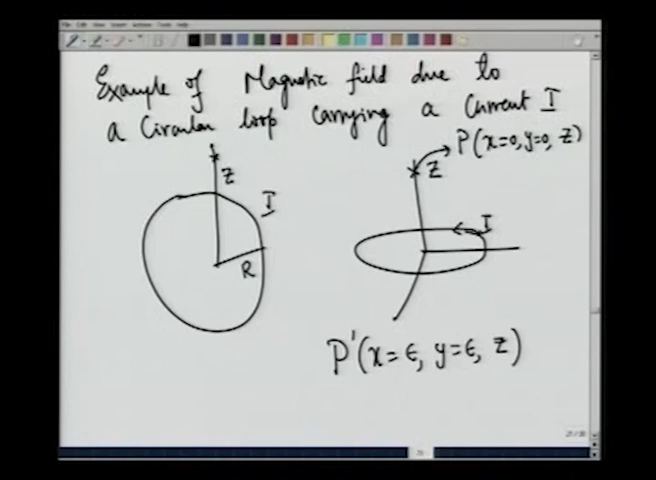 Example of Magnetic field due to
a Circular loop carrying a Current I
P(x=0, y=0, z)
z
z
I
I
R
P'(x=ϵ, y=ϵ, z)